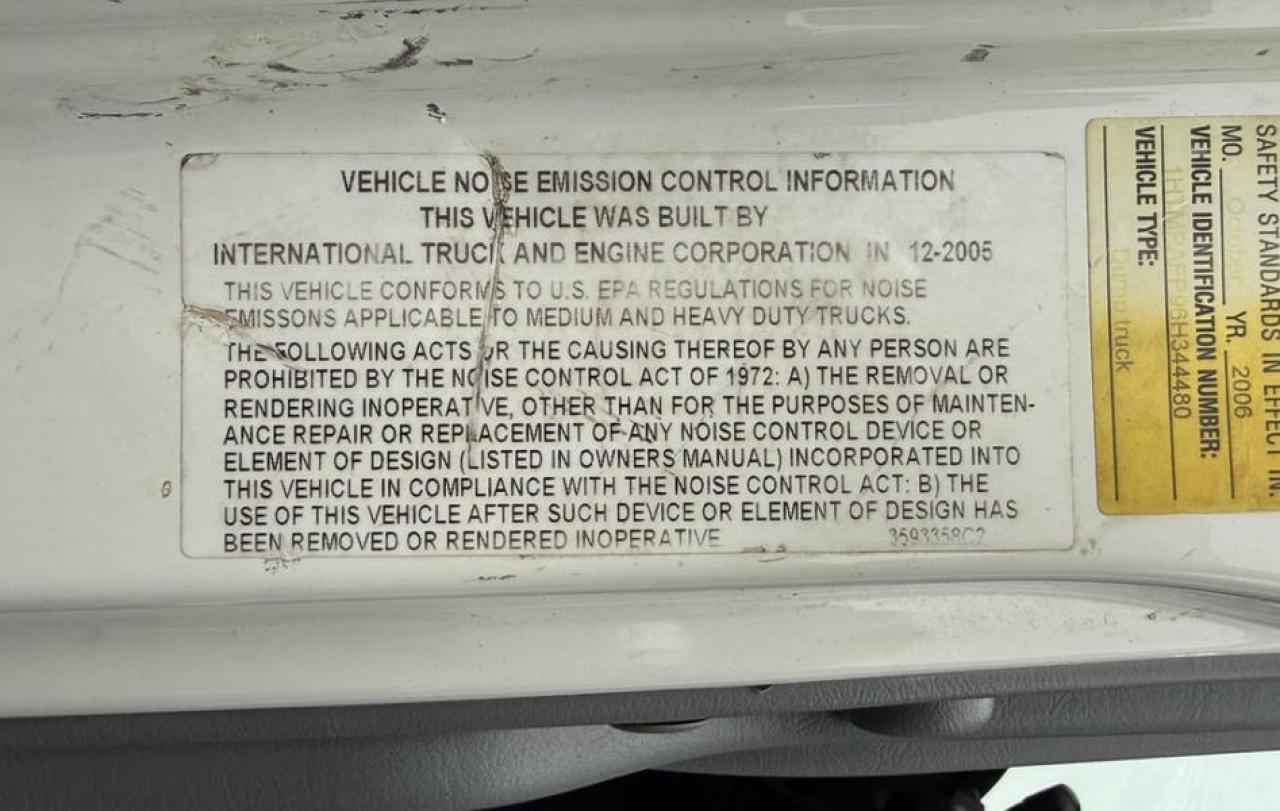 VEHICLE NOISE EMISSION CONTROL INFORMATION
THIS VEHICLE WAS BUILT BY
INTERNATIONAL TRUCK AND ENGINE CORPORATION IN 12-2005
THIS VEHICLE CONFORMS TO U.S. EPA REGULATIONS FOR NOISE
EMISSONS APPLICABLE TO MEDIUM AND HEAVY DUTY TRUCKS.
THE FOLLOWING ACTS OR THE CAUSING THEREOF BY ANY PERSON ARE
PROHIBITED BY THE NOISE CONTROL ACT OF 1972: A) THE REMOVAL OR
RENDERING INOPERATIVE, OTHER THAN FOR THE PURPOSES OF MAINTEN-
ANCE REPAIR OR REPLACEMENT OF ANY NOISE CONTROL DEVICE OR
ELEMENT OF DESIGN (LISTED IN OWNERS MANUAL) INCORPORATED INTO
THIS VEHICLE IN COMPLIANCE WITH THE NOISE CONTROL ACT: B) THE
USE OF THIS VEHICLE AFTER SUCH DEVICE OR ELEMENT OF DESIGN HAS
BEEN REMOVED OR RENDERED INOPERATIVE 3593358C2
SAFETY STANDARDS IN EFFECT IN:
MO. October YR. 2006
VEHICLE IDENTIFICATION NUMBER:
VEHICLE TYPE:
Dump truck